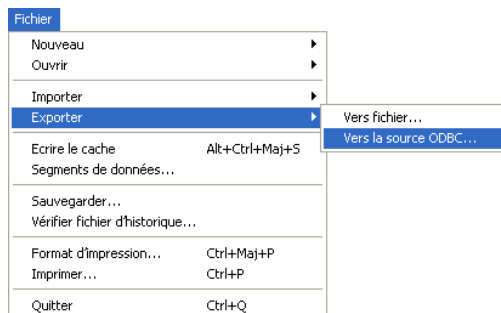 Fichier
Nouveau
Ouvrir
Importer
Exporter
Vers fichier...
Vers la source ODBC...
Ecrire le cache Alt+Ctrl+Maj+S
Segments de données...
Sauvegarder...
Vérifier fichier d'historique...
Format d'impression... Ctrl+Maj+P
Imprimer... Ctrl+P
Quitter Ctrl+Q